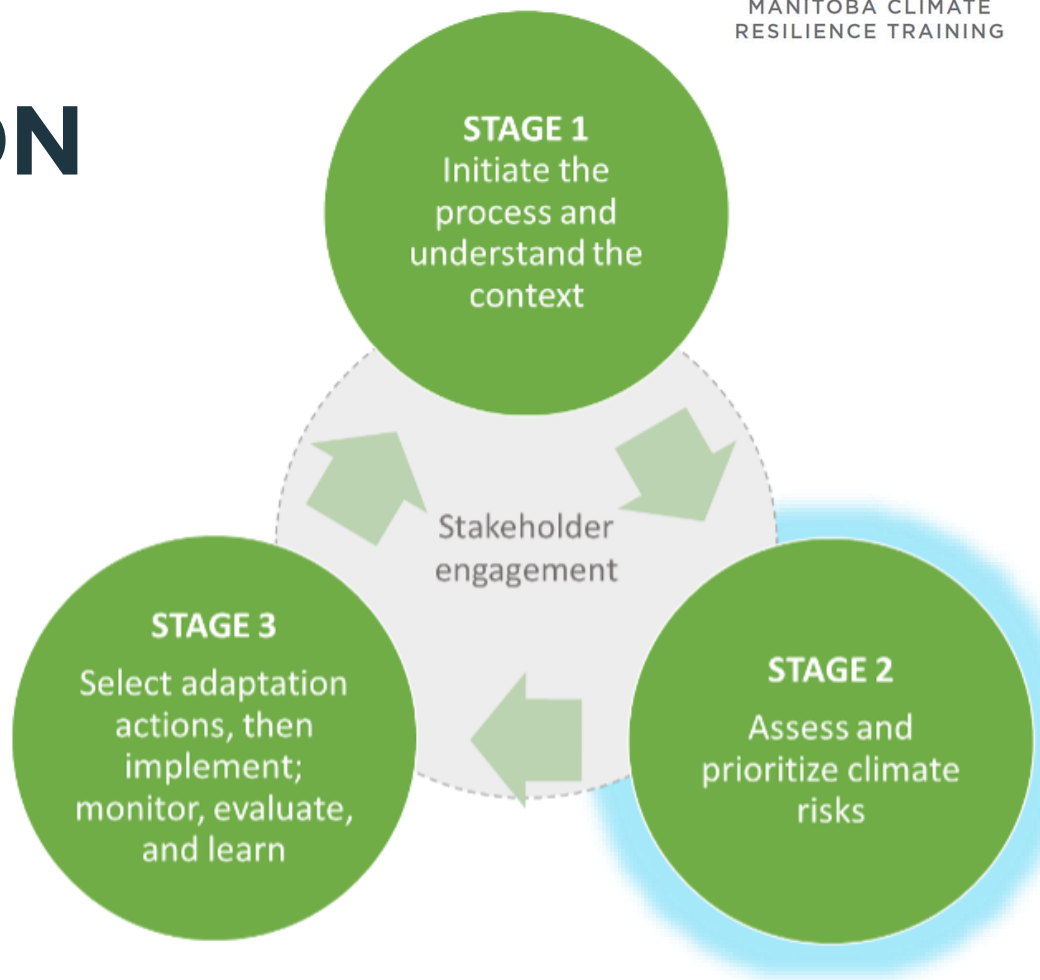 MANITOBA CLIMATE
RESILIENCE TRAINING
ON
STAGE 1
Initiate the
process and
understand the
context
Stakeholder
engagement
STAGE 3
Select adaptation
actions, then
implement;
monitor, evaluate,
and learn
STAGE 2
Assess and
prioritize climate
risks